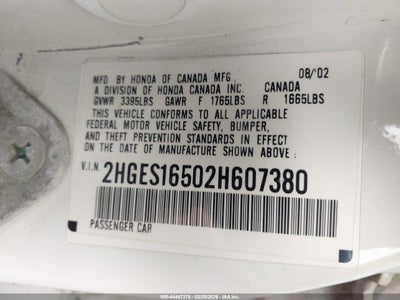 08/02
MFD BY HONDA OF CANADA MFG. CANADA
A DIVISION OF HONDA CANADA INC.
GVWR 3395LBS GAWR F 1765LBS R 1665LBS
THIS VEHICLE CONFORMS TO ALL APPLICABLE
FEDERAL MOTOR VEHICLE SAFETY, BUMPER,
AND THEFT PREVENTION STANDARDS IN EFFECT
ON THE DATE OF MANUFACTURE SHOWN ABOVE.
V.I.N. 2HGES16502H607380
PASSENGER CAR